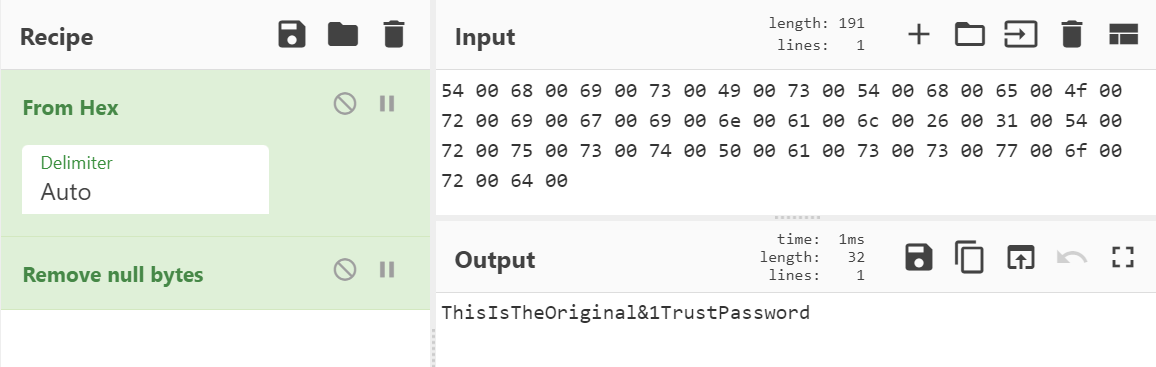 Recipe
From Hex
Delimiter
Auto
Remove null bytes
Input
length: 191
lines: 1
54 00 68 00 69 00 73 00 49 00 73 00 54 00 68 00 65 00 4f 00
72 00 69 00 67 00 69 00 6e 00 61 00 6c 00 26 00 31 00 54 00
72 00 75 00 73 00 74 00 50 00 61 00 73 00 73 00 77 00 6f 00
72 00 64 00
Output
time: 1ms
length: 32
lines: 1
ThisIsTheOriginal&1TrustPassword